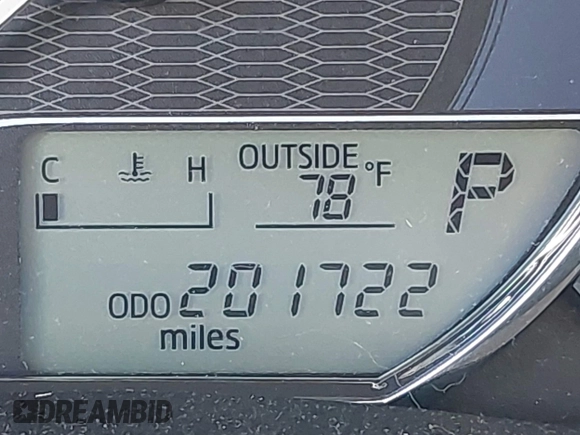 C H OUTSIDE
78 °F P
ODO 201722
miles
DREAMBID